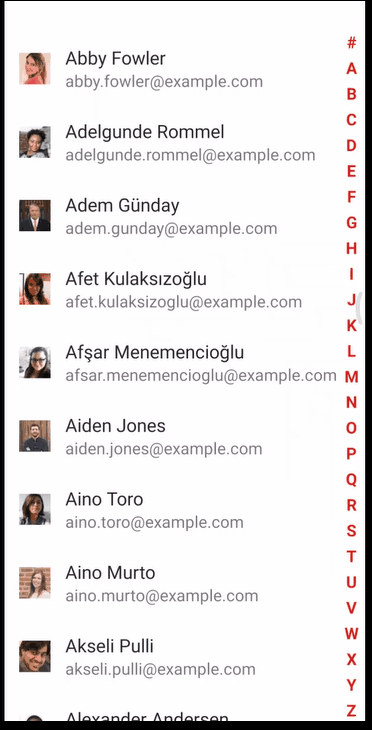 Abby Fowler
abby.fowler@example.com
Adelgunde Rommel
adelgunde.rommel@example.com
Adem Günday
adem.gunday@example.com
Afet Kulaksızoğlu
afet.kulaksizoglu@example.com
Afşar Menemencioğlu
afsar.menemencioglu@example.com
Aiden Jones
aiden.jones@example.com
Aino Toro
aino.toro@example.com
Aino Murto
aino.murto@example.com
Akseli Pulli
akseli.pulli@example.com
Alexander Andersen
#
A
B
C
D
E
F
G
H
I
J
K
L
M
N
O
P
Q
R
S
T
U
V
W
X
Y
Z